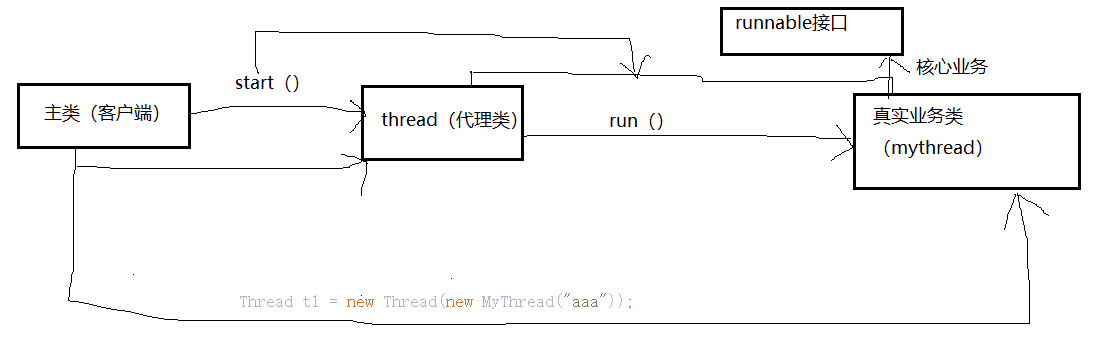 runnable接口
start（）
核心业务
主类（客户端）
thread（代理类）
run（）
真实业务类
（mythread）
Thread t1 = new Thread(new MyThread("aaa"));